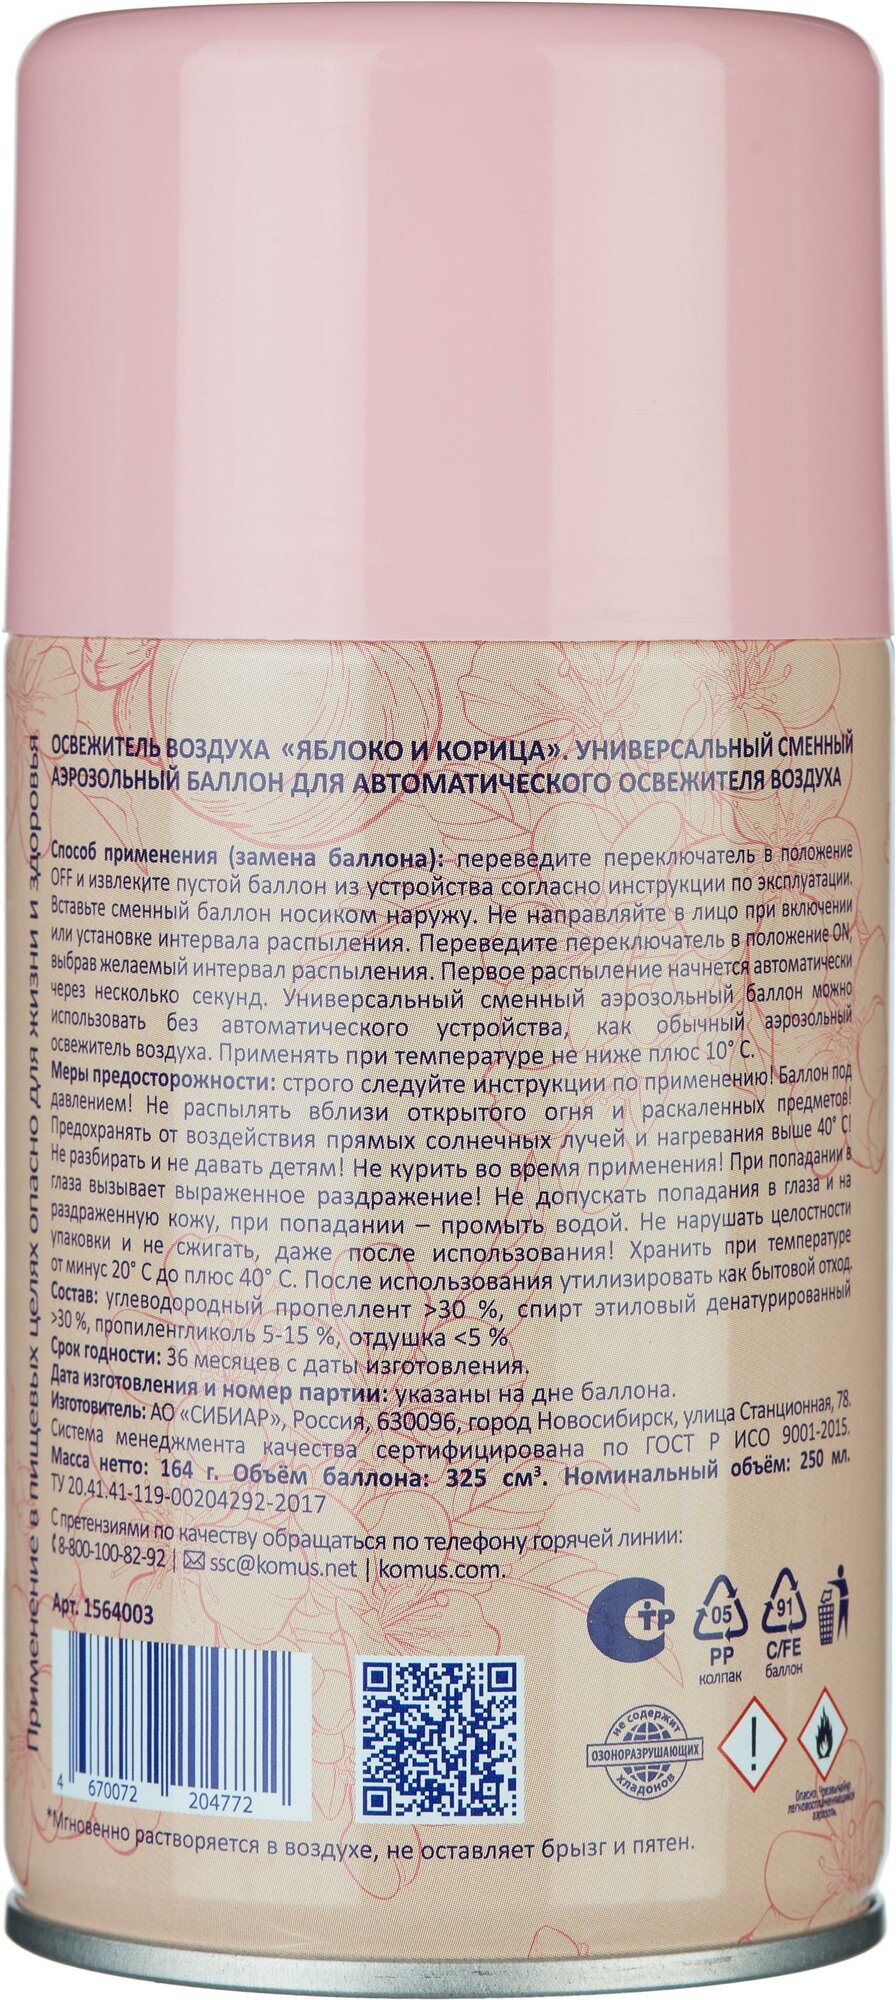 ОСВЕЖИТЕЛЬ ВОЗДУХА «ЯБЛОКО И КОРИЦА». УНИВЕРСАЛЬНЫЙ СМЕННЫЙ
АЭРОЗОЛЬНЫЙ БАЛЛОН ДЛЯ АВТОМАТИЧЕСКОГО ОСВЕЖИТЕЛЯ ВОЗДУХА
Способ применения (замена баллона): переведите переключатель в положение
OFF и извлеките пустой баллон из устройства согласно инструкции по эксплуатации.
Вставьте сменный баллон носиком наружу. Не направляйте в лицо при включении
или установке интервала распыления. Переведите переключатель в положение ON,
выбрав желаемый интервал распыления. Первое распыление начнется автоматически
через несколько секунд. Универсальный сменный аэрозольный баллон можно
использовать без автоматического устройства, как обычный аэрозольный
освежитель воздуха. Применять при температуре не ниже плюс 10° С.
Меры предосторожности: строго следуйте инструкции по применению! Баллон под
давлением! Не распылять вблизи открытого огня и раскаленных предметов!
Предохранять от воздействия прямых солнечных лучей и нагревания выше 40° С!
Не разбирать и не давать детям! Не курить во время применения! При попадании в
глаза вызывает выраженное раздражение! Не допускать попадания в глаза и на
раздраженную кожу, при попадании – промыть водой. Не нарушать целостности
упаковки и не сжигать, даже после использования! Хранить при температуре
от минус 20° С до плюс 40° С. После использования утилизировать как бытовой отход.
Состав: углеводородный пропеллент >30 %, спирт этиловый денатурированный
>30 %, пропиленгликоль 5-15 %, отдушка <5 %
Срок годности: 36 месяцев с даты изготовления.
Дата изготовления и номер партии: указаны на дне баллона.
Изготовитель: АО «СИБИАР», Россия, 630096, город Новосибирск, улица Станционная, 78.
Система менеджмента качества сертифицировано по ГОСТ Р ИСО 9001-2015.
Масса нетто: 164 г. Объём баллона: 325 см³. Номинальный объём: 250 мл.
ТУ 20.41.41-119-00204292-2017
С претензиями по качеству обращаться по телефону горячей линии:
8-800-100-82-92 | ssc@komus.net | komus.com.
Арт. 1564003
Применение в пищевых целях опасно для жизни и здоровья.
ТР
05
PP
колпак
91
C/FE
баллон
не содержит
ОЗОНОРАЗРУШАЮЩИХ
хладонов
Опасно. Чрезвычайно
легковоспламеняющийся
аэрозоль.
4 670072 204772
*Мгновенно растворяется в воздухе, не оставляет брызг и пятен.